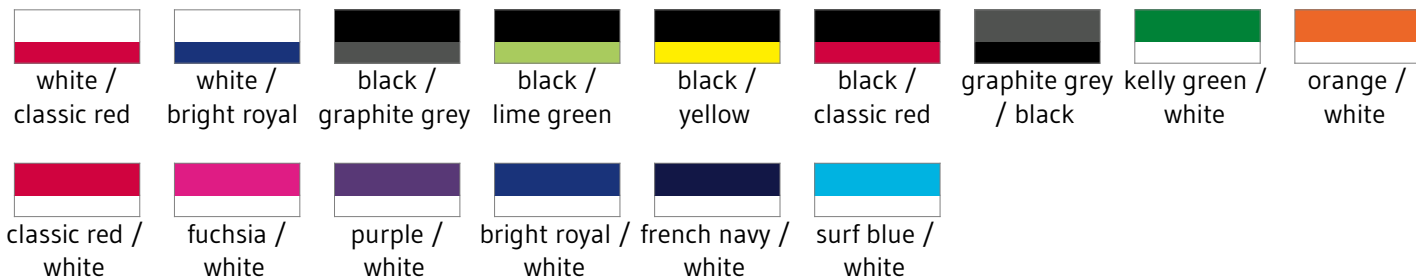 white /
classic red
white /
bright royal
black /
graphite grey
black /
lime green
black /
yellow
black /
classic red
graphite grey
/ black
kelly green /
white
orange /
white
classic red /
white
fuchsia /
white
purple /
white
bright royal /
white
french navy /
white
surf blue /
white